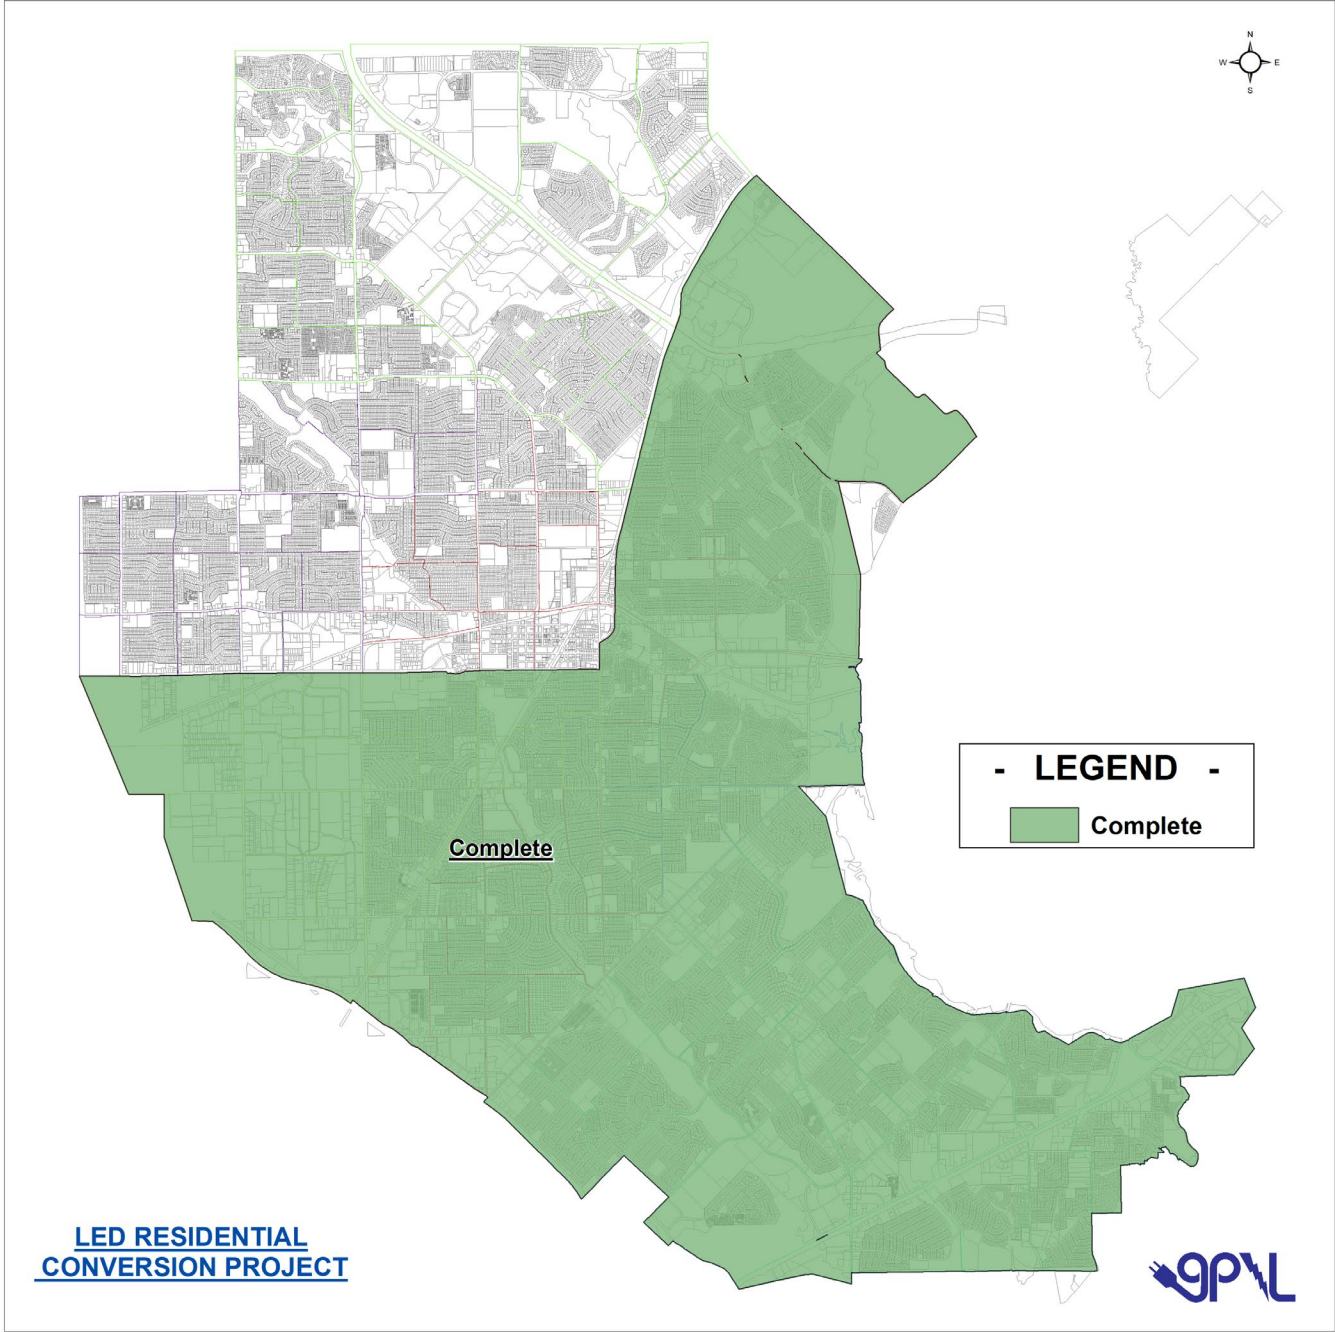 N
W E
S
- LEGEND -
Complete
Complete
LED RESIDENTIAL
CONVERSION PROJECT
gpl